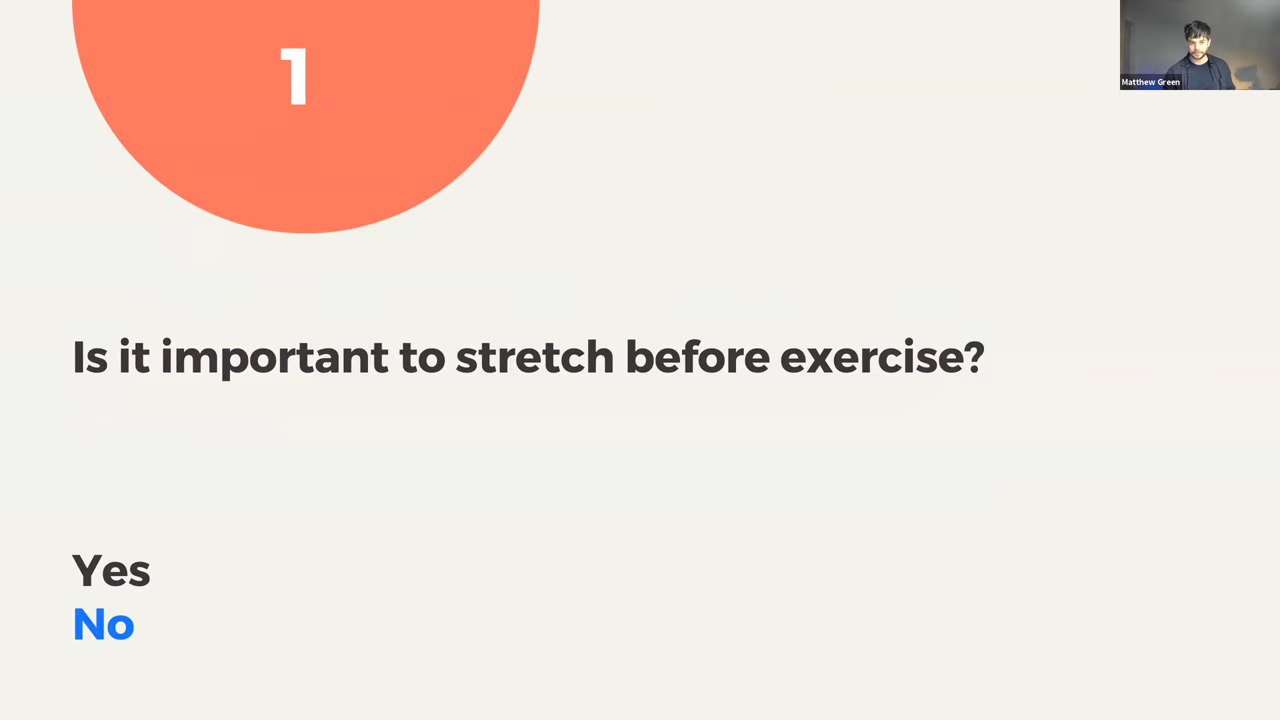 1
Matthew Green
Is it important to stretch before exercise?
Yes
No